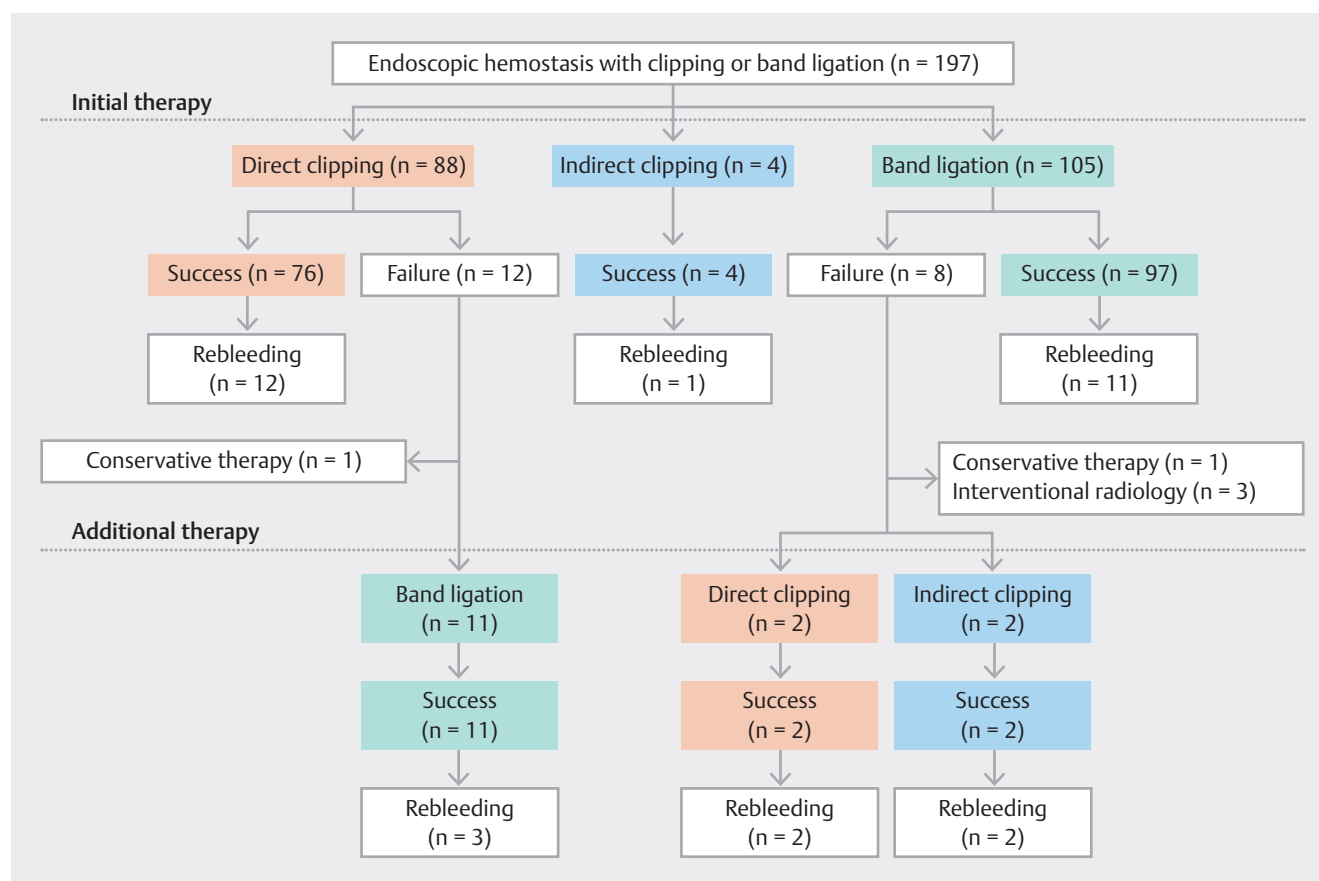 Endoscopic hemostasis with clipping or band ligation (n = 197)
Initial therapy
Direct clipping (n = 88)
Indirect clipping (n = 4)
Band ligation (n = 105)
Success (n = 76)
Failure (n = 12)
Success (n = 4)
Failure (n = 8)
Success (n = 97)
Rebleeding
(n = 12)
Rebleeding
(n = 1)
Rebleeding
(n = 11)
Conservative therapy (n = 1)
Conservative therapy (n = 1)
Interventional radiology (n = 3)
Additional therapy
Band ligation
(n = 11)
Direct clipping
(n = 2)
Indirect clipping
(n = 2)
Success
(n = 11)
Success
(n = 2)
Success
(n = 2)
Rebleeding
(n = 3)
Rebleeding
(n = 2)
Rebleeding
(n = 2)